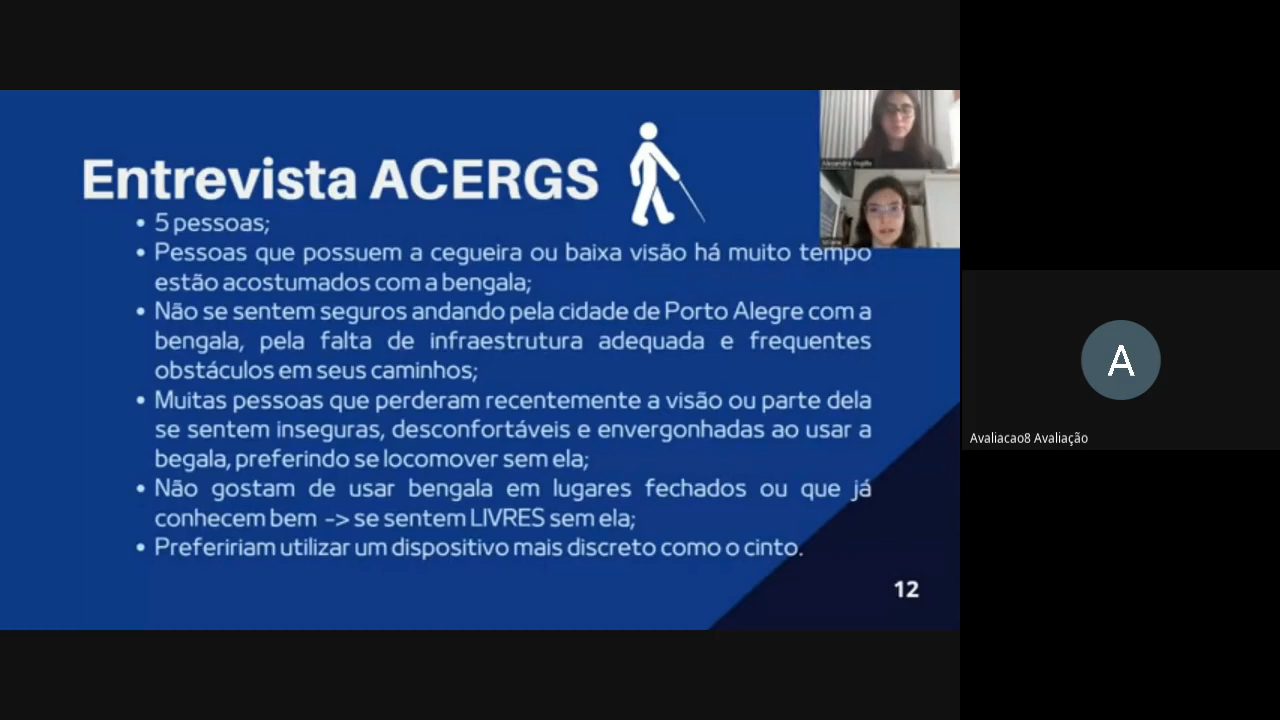 Entrevista ACERGS
• 5 pessoas;
• Pessoas que possuem a cegueira ou baixa visão há muito tempo
estão acostumados com a bengala;
• Não se sentem seguros andando pela cidade de Porto Alegre com a
bengala, pela falta de infraestrutura adequada e frequentes
obstáculos em seus caminhos;
• Muitas pessoas que perderam recentemente a visão ou parte dela
se sentem inseguras, desconfortáveis e envergonhadas ao usar a
begala, preferindo se locomover sem ela;
• Não gostam de usar bengala em lugares fechados ou que já
conhecem bem -> se sentem LIVRES sem ela;
• Prefeririam utilizar um dispositivo mais discreto como o cinto.
12
A
Avaliacao8 Avaliação